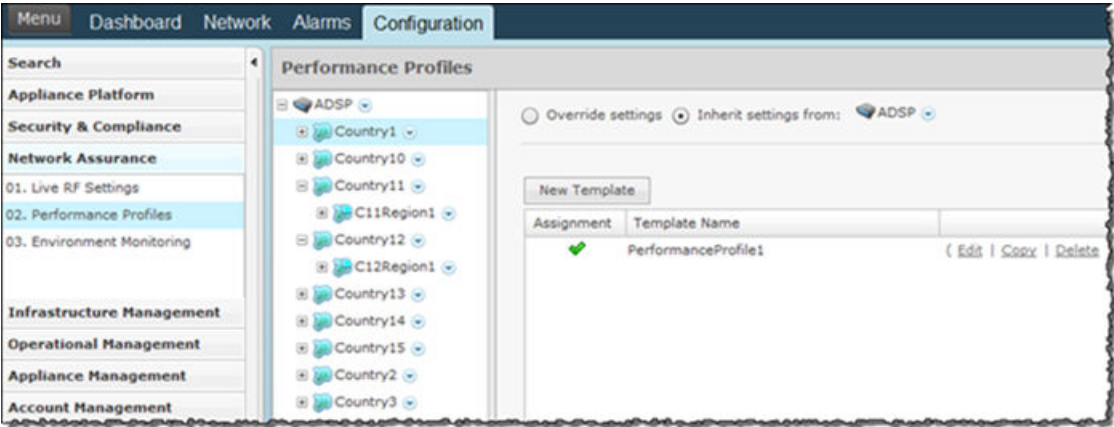 Menu Dashboard Network Alarms Configuration
Search
Appliance Platform
Security & Compliance
Network Assurance
01. Live RF Settings
02. Performance Profiles
03. Environment Monitoring
Infrastructure Management
Operational Management
Appliance Management
Account Management
Performance Profiles
ADSP
Country1
Country10
Country11
C11Region1
Country12
C12Region1
Country13
Country14
Country15
Country2
Country3
Override settings Inherit settings from: ADSP
New Template
Assignment Template Name
PerformanceProfile1 ( Edit | Copy | Delete